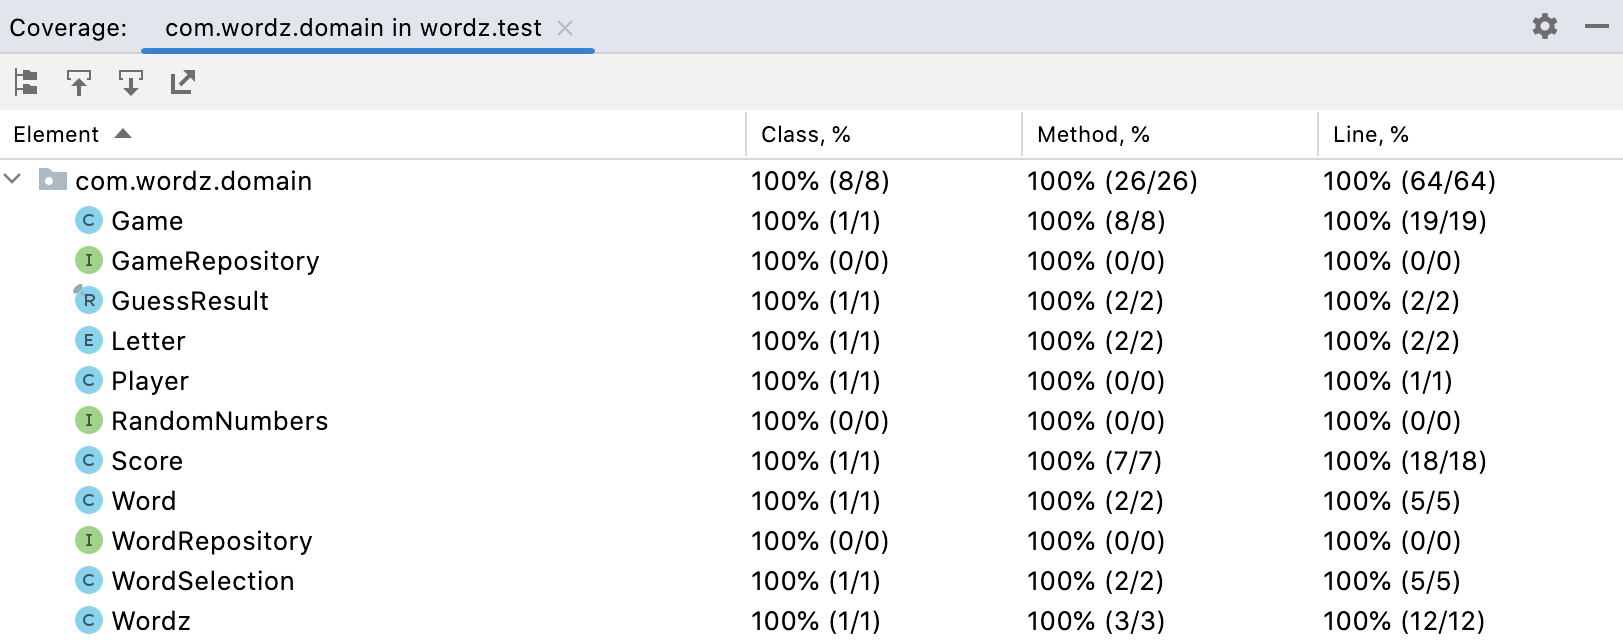 Coverage: com.wordz.domain in wordz.test
Element Class, % Method, % Line, %
com.wordz.domain 100% (8/8) 100% (26/26) 100% (64/64)
C Game 100% (1/1) 100% (8/8) 100% (19/19)
I GameRepository 100% (0/0) 100% (0/0) 100% (0/0)
R GuessResult 100% (1/1) 100% (2/2) 100% (2/2)
E Letter 100% (1/1) 100% (2/2) 100% (2/2)
C Player 100% (1/1) 100% (0/0) 100% (1/1)
I RandomNumbers 100% (0/0) 100% (0/0) 100% (0/0)
C Score 100% (1/1) 100% (7/7) 100% (18/18)
C Word 100% (1/1) 100% (2/2) 100% (5/5)
I WordRepository 100% (0/0) 100% (0/0) 100% (0/0)
C WordSelection 100% (1/1) 100% (2/2) 100% (5/5)
C Wordz 100% (1/1) 100% (3/3) 100% (12/12)